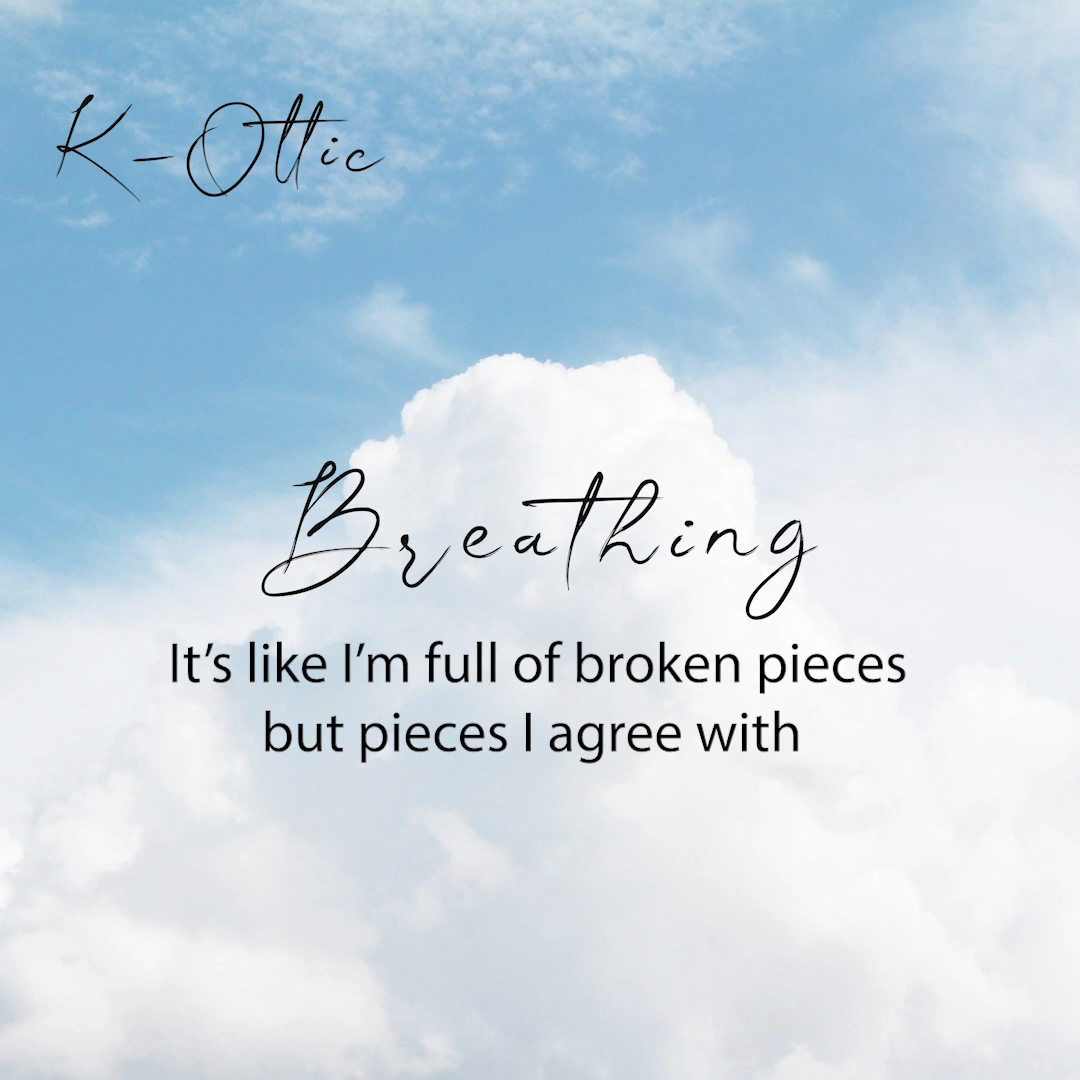 K-Ottic
Breathing
It’s like I’m full of broken pieces
but pieces I agree with